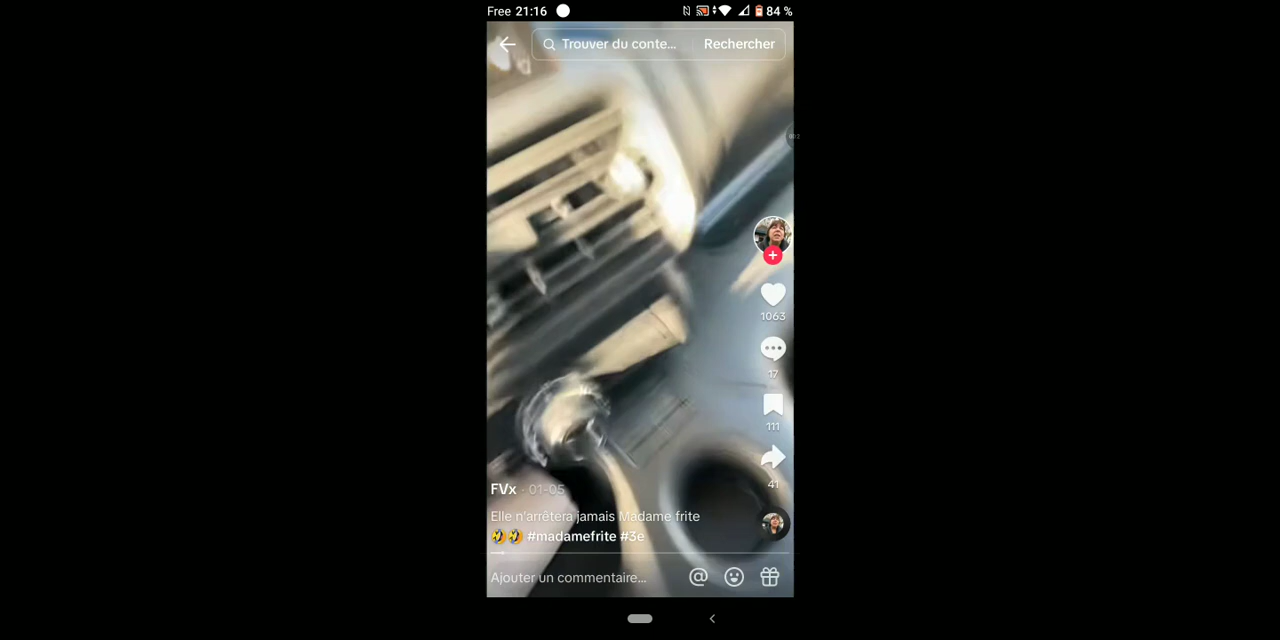 Free 21:16 84 %
Trouver du conte... Rechercher
1063
17
111
41
FVx · 01-05
Elle n'arrêtera jamais Madame frite
🤣🤣 #madamefrite #3e
Ajouter un commentaire...